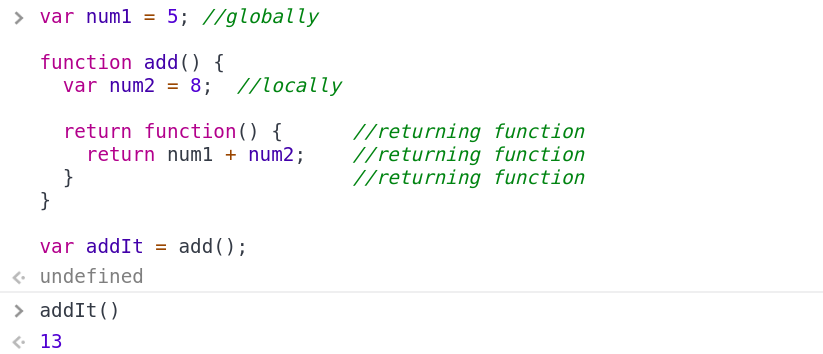 var num1 = 5; //globally
function add() {
  var num2 = 8;  //locally
  return function() {      //returning function
    return num1 + num2;    //returning function
  }                        //returning function
}
var addIt = add();
undefined
addIt()
13